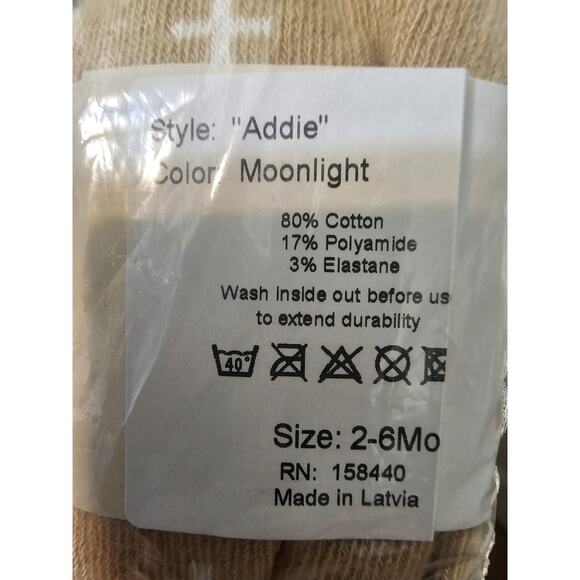 Style: "Addie"
Color: Moonlight
80% Cotton
17% Polyamide
3% Elastane
Wash inside out before us
to extend durability
40°
Size: 2-6Mo
RN: 158440
Made in Latvia